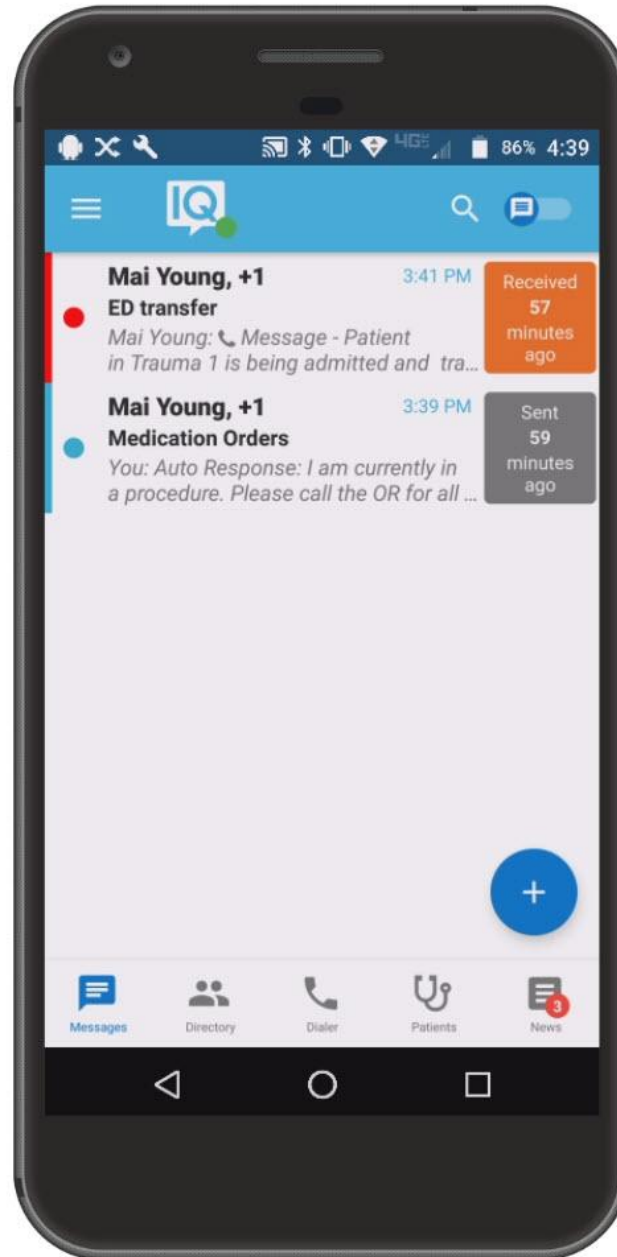 4G
86% 4:39
IQ
Mai Young, +1
3:41 PM
ED transfer
Mai Young: Message - Patient
in Trauma 1 is being admitted and tra...
Received
57
minutes
ago
Mai Young, +1
3:39 PM
Medication Orders
You: Auto Response: I am currently in
a procedure. Please call the OR for all ...
Sent
59
minutes
ago
+
Messages
Directory
Dialer
Patients
3
News